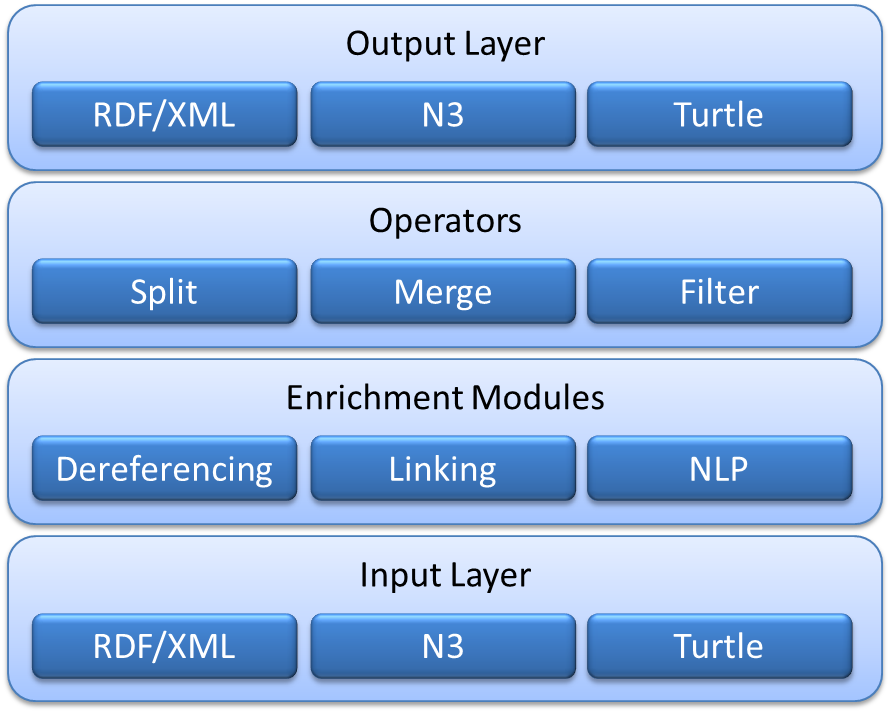 Output Layer
RDF/XML N3 Turtle
Operators
Split Merge Filter
Enrichment Modules
Dereferencing Linking NLP
Input Layer
RDF/XML N3 Turtle